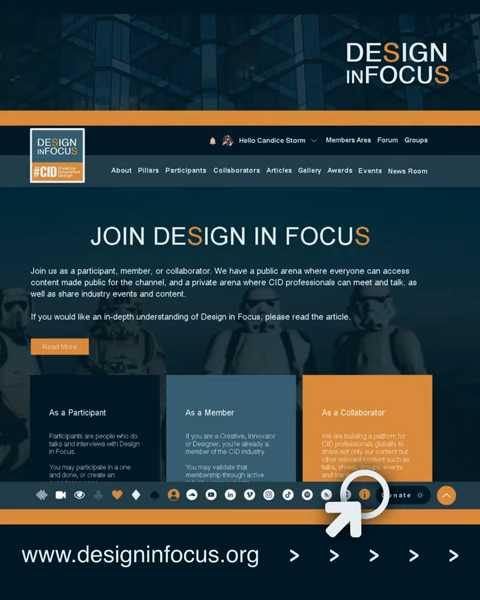 DESIGN
INFOCUS
Hello Candice Storm Members Area Forum Groups
DESIGN
INFOCUS
#CID Creative Innovation Design
About Pillars Participants Collaborators Articles Gallery Awards Events News Room
JOIN DESIGN IN FOCUS
Join us as a participant, member, or collaborator. We have a public arena where everyone can access
content made public for the channel, and a private arena where CID professionals can meet and talk, as
well as share industry events and content.
If you would like an in-depth understanding of Design in Focus, please read the article.
Read More
As a Participant
Participants are people who do
talks and interviews with Design
in Focus.
You may participate in a one
and done, or create an
As a Member
If you are a Creative, Innovator
or Designer, you're already a
member of the CID industry.
You may validate that
membership through active
As a Collaborator
We are building a platform for
CID professionals globally to
share not only our content but
other relevant content such as
talks, shows, groups, events
Donate
www.designinfocus.org > > > > >